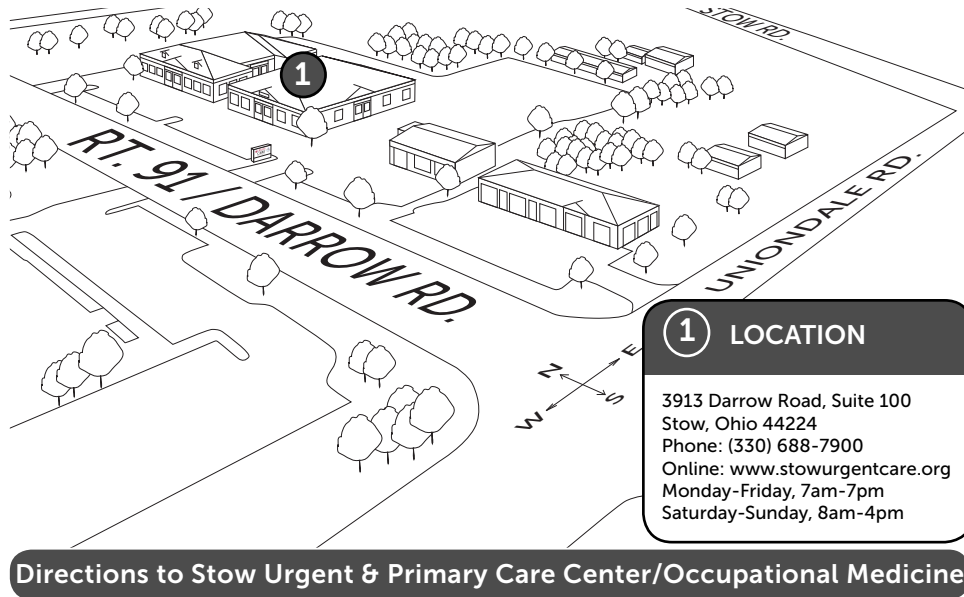 STOW RD.
1
RT. 91 / DARROW RD.
UNIONDALE RD.
N
E
W
S
1 LOCATION
3913 Darrow Road, Suite 100
Stow, Ohio 44224
Phone: (330) 688-7900
Online: www.stowurgentcare.org
Monday-Friday, 7am-7pm
Saturday-Sunday, 8am-4pm
Directions to Stow Urgent & Primary Care Center/Occupational Medicine